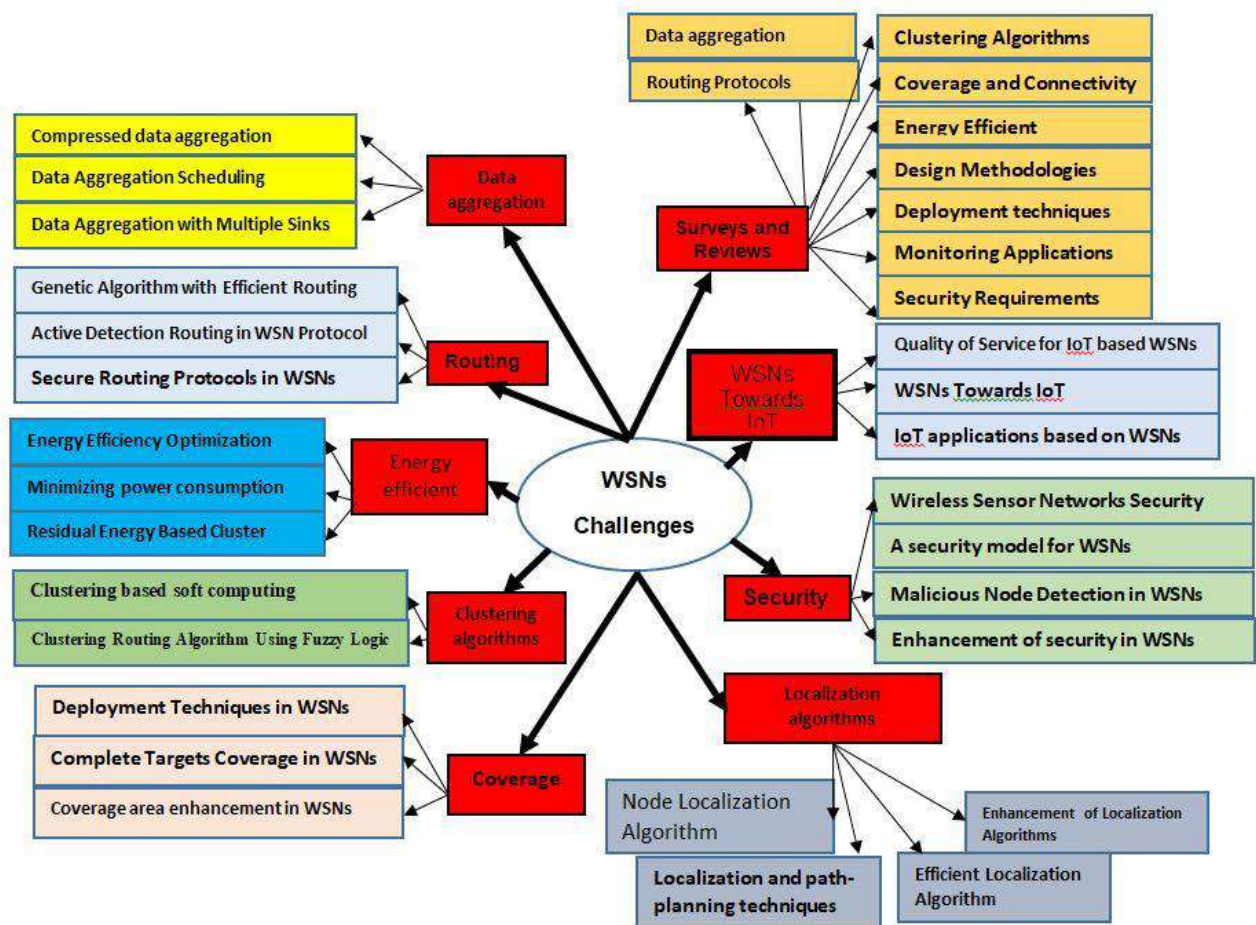 Data aggregation
Routing Protocols
Clustering Algorithms
Coverage and Connectivity
Energy Efficient
Design Methodologies
Deployment techniques
Monitoring Applications
Security Requirements
Compressed data aggregation
Data Aggregation Scheduling
Data Aggregation with Multiple Sinks
Data
aggregation
Surveys and
Reviews
Genetic Algorithm with Efficient Routing
Active Detection Routing in WSN Protocol
Secure Routing Protocols in WSNs
Routing
WSNs
Towards
IoT
Quality of Service for IoT based WSNs
WSNs Towards IoT
IoT applications based on WSNs
Energy Efficiency Optimization
Minimizing power consumption
Residual Energy Based Cluster
Energy
efficient
WSNs
Challenges
Wireless Sensor Networks Security
A security model for WSNs
Malicious Node Detection in WSNs
Enhancement of security in WSNs
Security
Clustering based soft computing
Clustering Routing Algorithm Using Fuzzy Logic
Clustering
algorithms
Deployment Techniques in WSNs
Complete Targets Coverage in WSNs
Coverage area enhancement in WSNs
Coverage
Localization
algorithms
Node Localization
Algorithm
Localization and path-
planning techniques
Enhancement of Localization
Algorithms
Efficient Localization
Algorithm